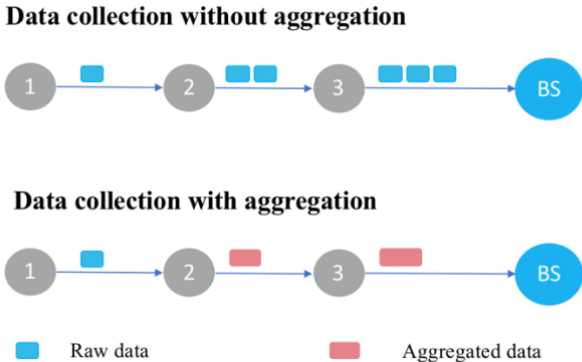 Data collection without aggregation
1 2 3 BS
Data collection with aggregation
1 2 3 BS
Raw data Aggregated data